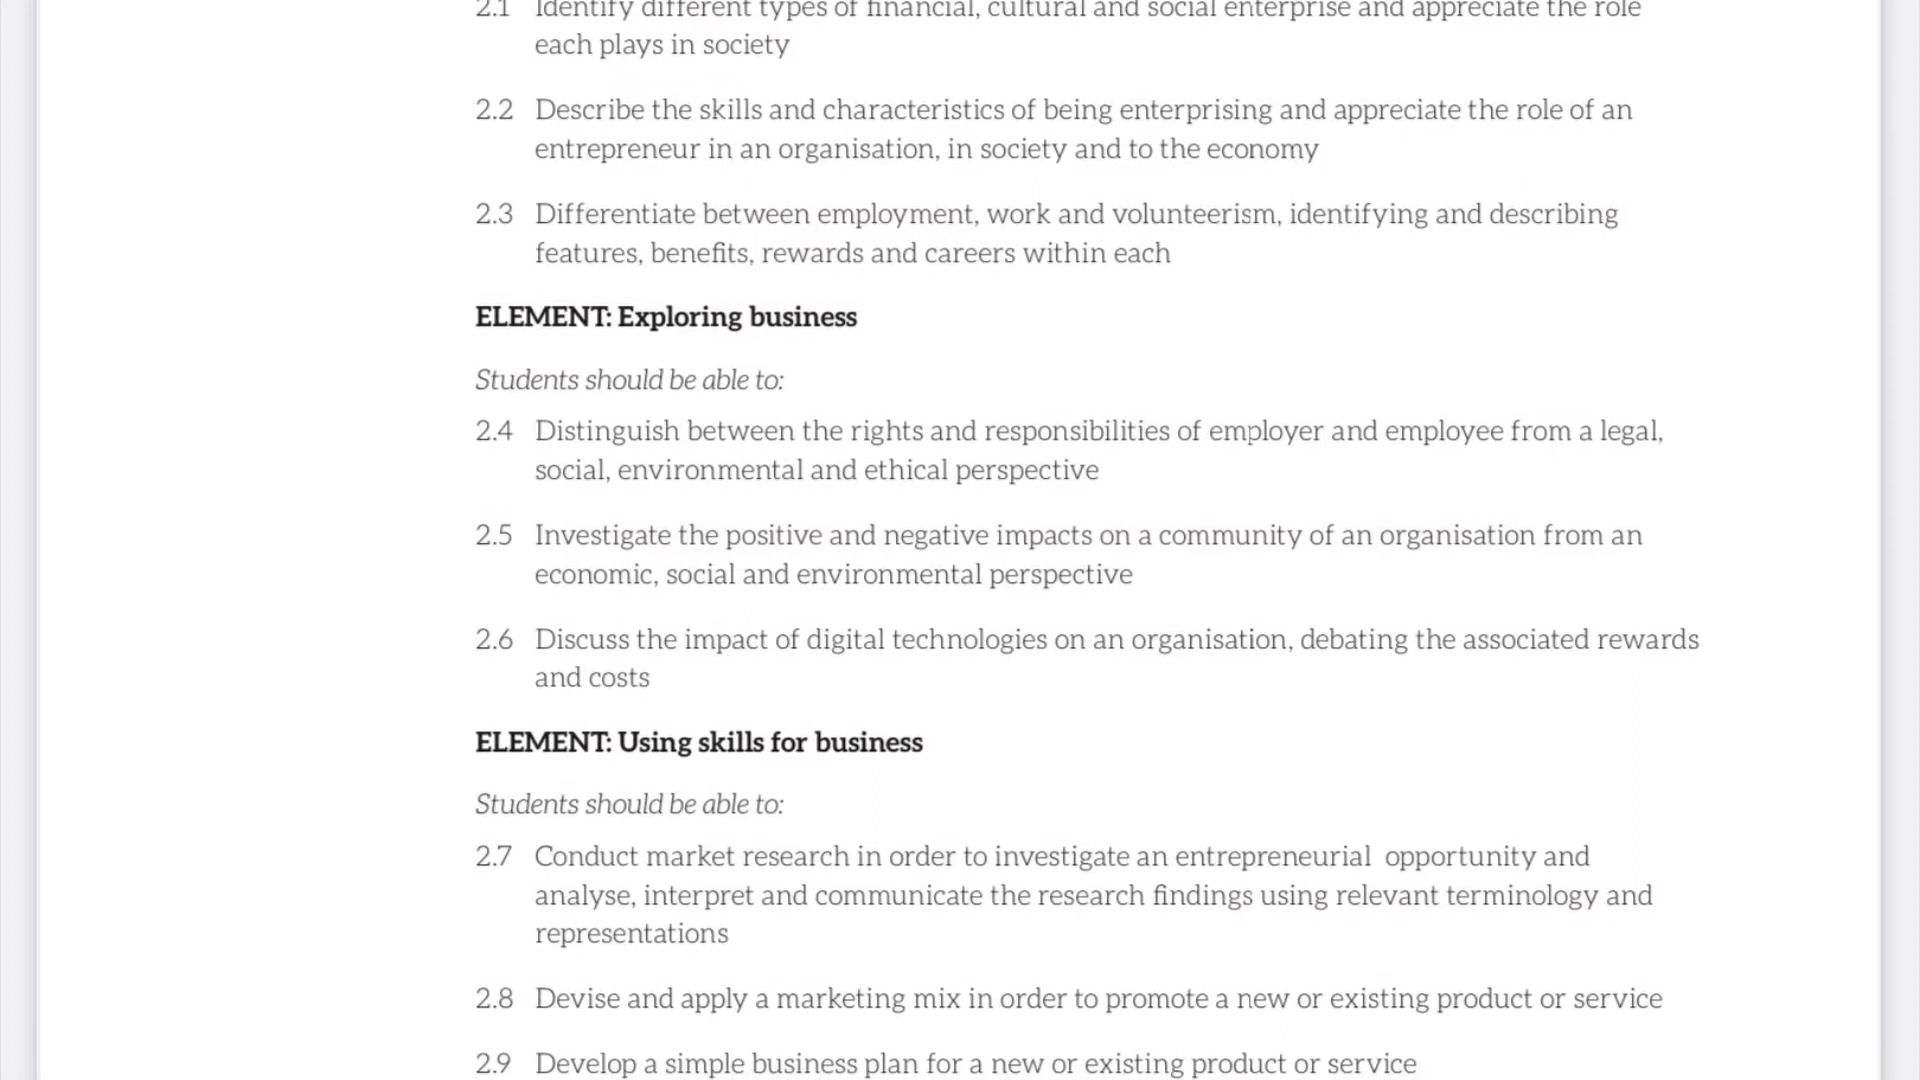 2.1 Identify different types of financial, cultural and social enterprise and appreciate the role
each plays in society
2.2 Describe the skills and characteristics of being enterprising and appreciate the role of an
entrepreneur in an organisation, in society and to the economy
2.3 Differentiate between employment, work and volunteerism, identifying and describing
features, benefits, rewards and careers within each
ELEMENT: Exploring business
Students should be able to:
2.4 Distinguish between the rights and responsibilities of employer and employee from a legal,
social, environmental and ethical perspective
2.5 Investigate the positive and negative impacts on a community of an organisation from an
economic, social and environmental perspective
2.6 Discuss the impact of digital technologies on an organisation, debating the associated rewards
and costs
ELEMENT: Using skills for business
Students should be able to:
2.7 Conduct market research in order to investigate an entrepreneurial opportunity and
analyse, interpret and communicate the research findings using relevant terminology and
representations
2.8 Devise and apply a marketing mix in order to promote a new or existing product or service
2.9 Develop a simple business plan for a new or existing product or service